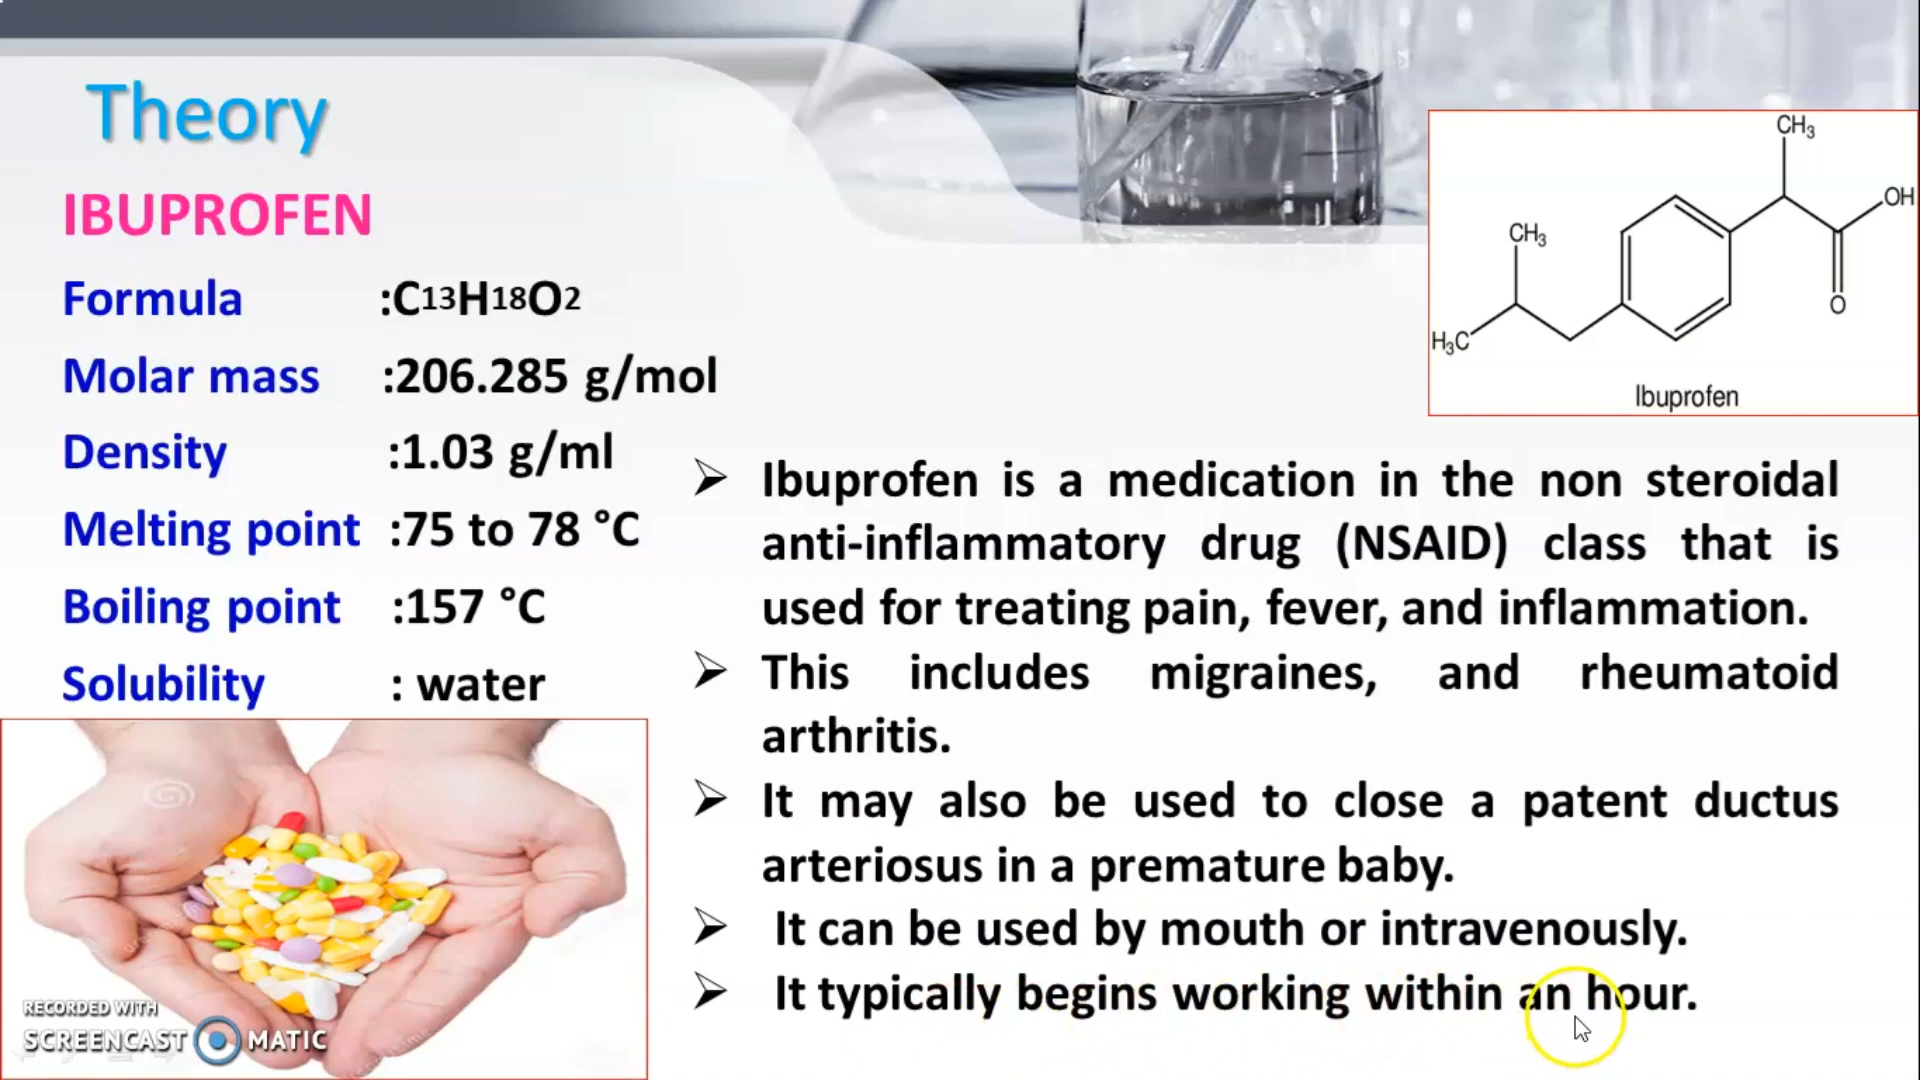 Theory
IBUPROFEN
Formula :C13H18O2
Molar mass :206.285 g/mol
Density :1.03 g/ml
Melting point :75 to 78 °C
Boiling point :157 °C
Solubility : water
CH3
OH
CH3
O
H3C
Ibuprofen
➢ Ibuprofen is a medication in the non steroidal
anti-inflammatory drug (NSAID) class that is
used for treating pain, fever, and inflammation.
➢ This includes migraines, and rheumatoid
arthritis.
➢ It may also be used to close a patent ductus
arteriosus in a premature baby.
➢ It can be used by mouth or intravenously.
➢ It typically begins working within an hour.
RECORDED WITH
SCREENCAST MATIC